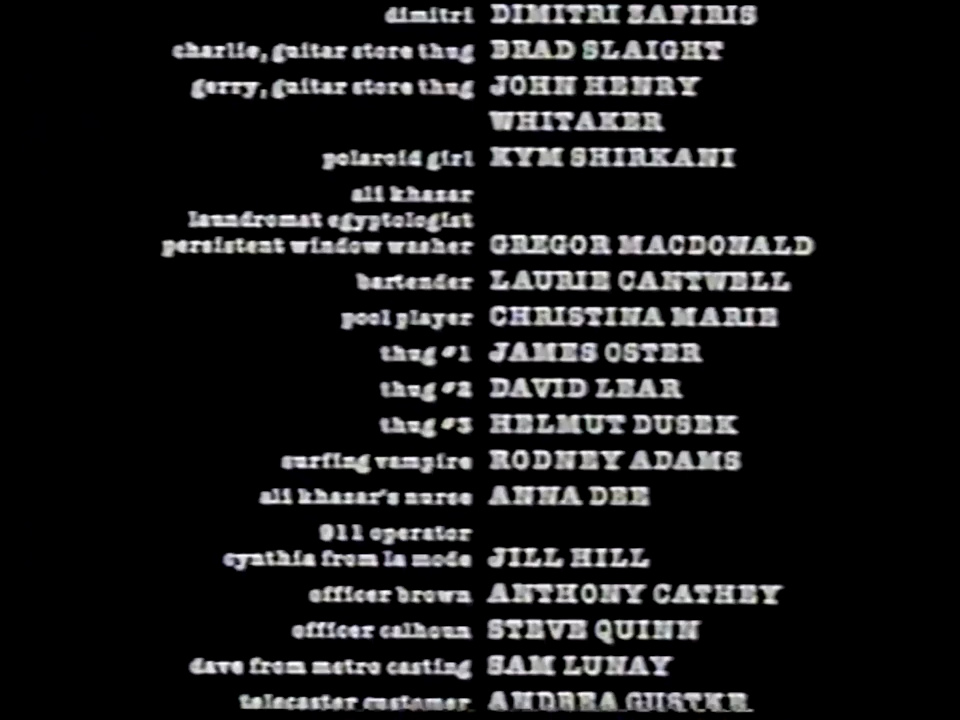 dimitri DIMITRI ZAFIRIS
charlie, guitar store thug BRAD SLAIGHT
gerry, guitar store thug JOHN HENRY
WHITAKER
polaroid girl KYM SHIRKANI
ali khazar
laundromat egyptologist
persistent window washer GREGOR MACDONALD
bartender LAURIE CANTWELL
pool player CHRISTINA MARIE
thug #1 JAMES OSTER
thug #2 DAVID LEAR
thug #3 HELMUT DUSEK
surfing vampire RODNEY ADAMS
ali khazar's nurse ANNA DEE
911 operator
cynthia from la mode JILL HILL
officer brown ANTHONY CATHEY
officer calhoun STEVE QUINN
dave from metro casting SAM LUNAY
telecaster customer ANDREA